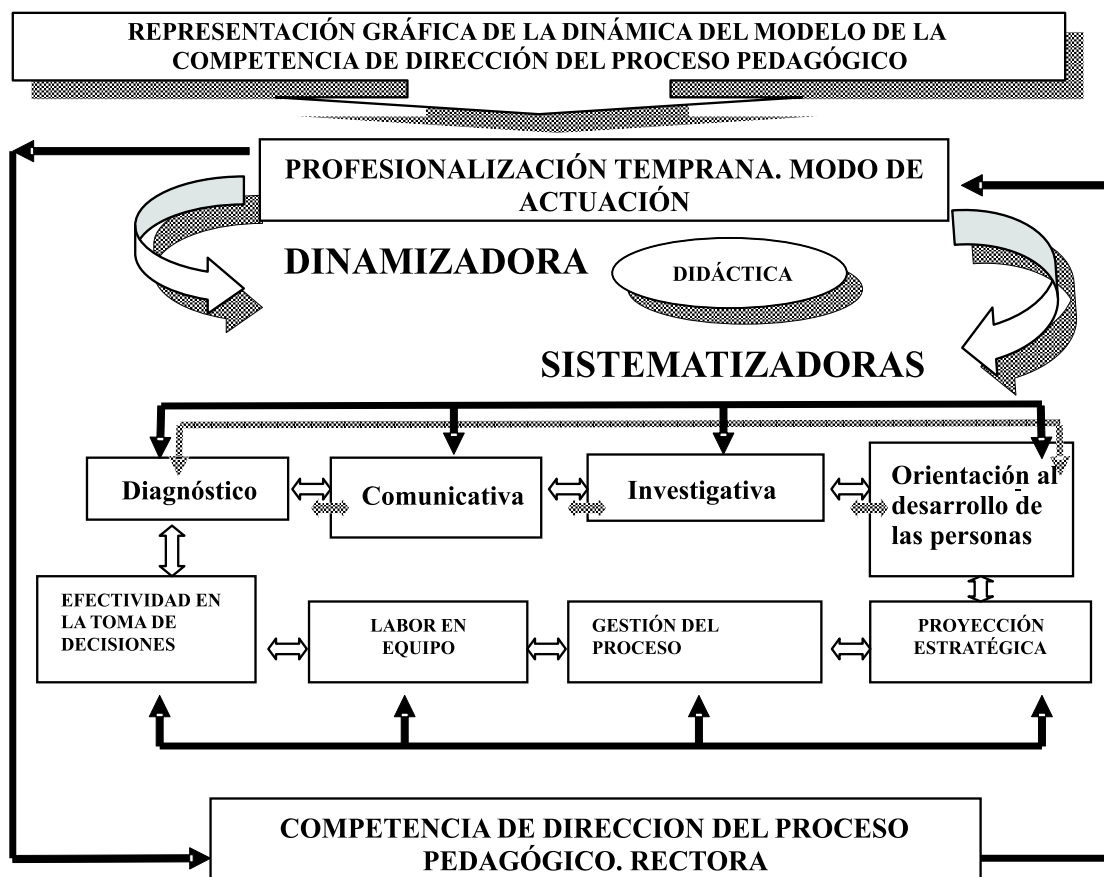 REPRESENTACIÓN GRÁFICA DE LA DINÁMICA DEL MODELO DE LA
COMPETENCIA DE DIRECCIÓN DEL PROCESO PEDAGÓGICO
PROFESIONALIZACIÓN TEMPRANA. MODO DE
ACTUACIÓN
DINAMIZADORA
DIDÁCTICA
SISTEMATIZADORAS
Diagnóstico
Comunicativa
Investigativa
Orientación al
desarrollo de
las personas
EFECTIVIDAD EN
LA TOMA DE
DECISIONES
LABOR EN
EQUIPO
GESTIÓN DEL
PROCESO
PROYECCIÓN
ESTRATÉGICA
COMPETENCIA DE DIRECCION DEL PROCESO
PEDAGÓGICO. RECTORA